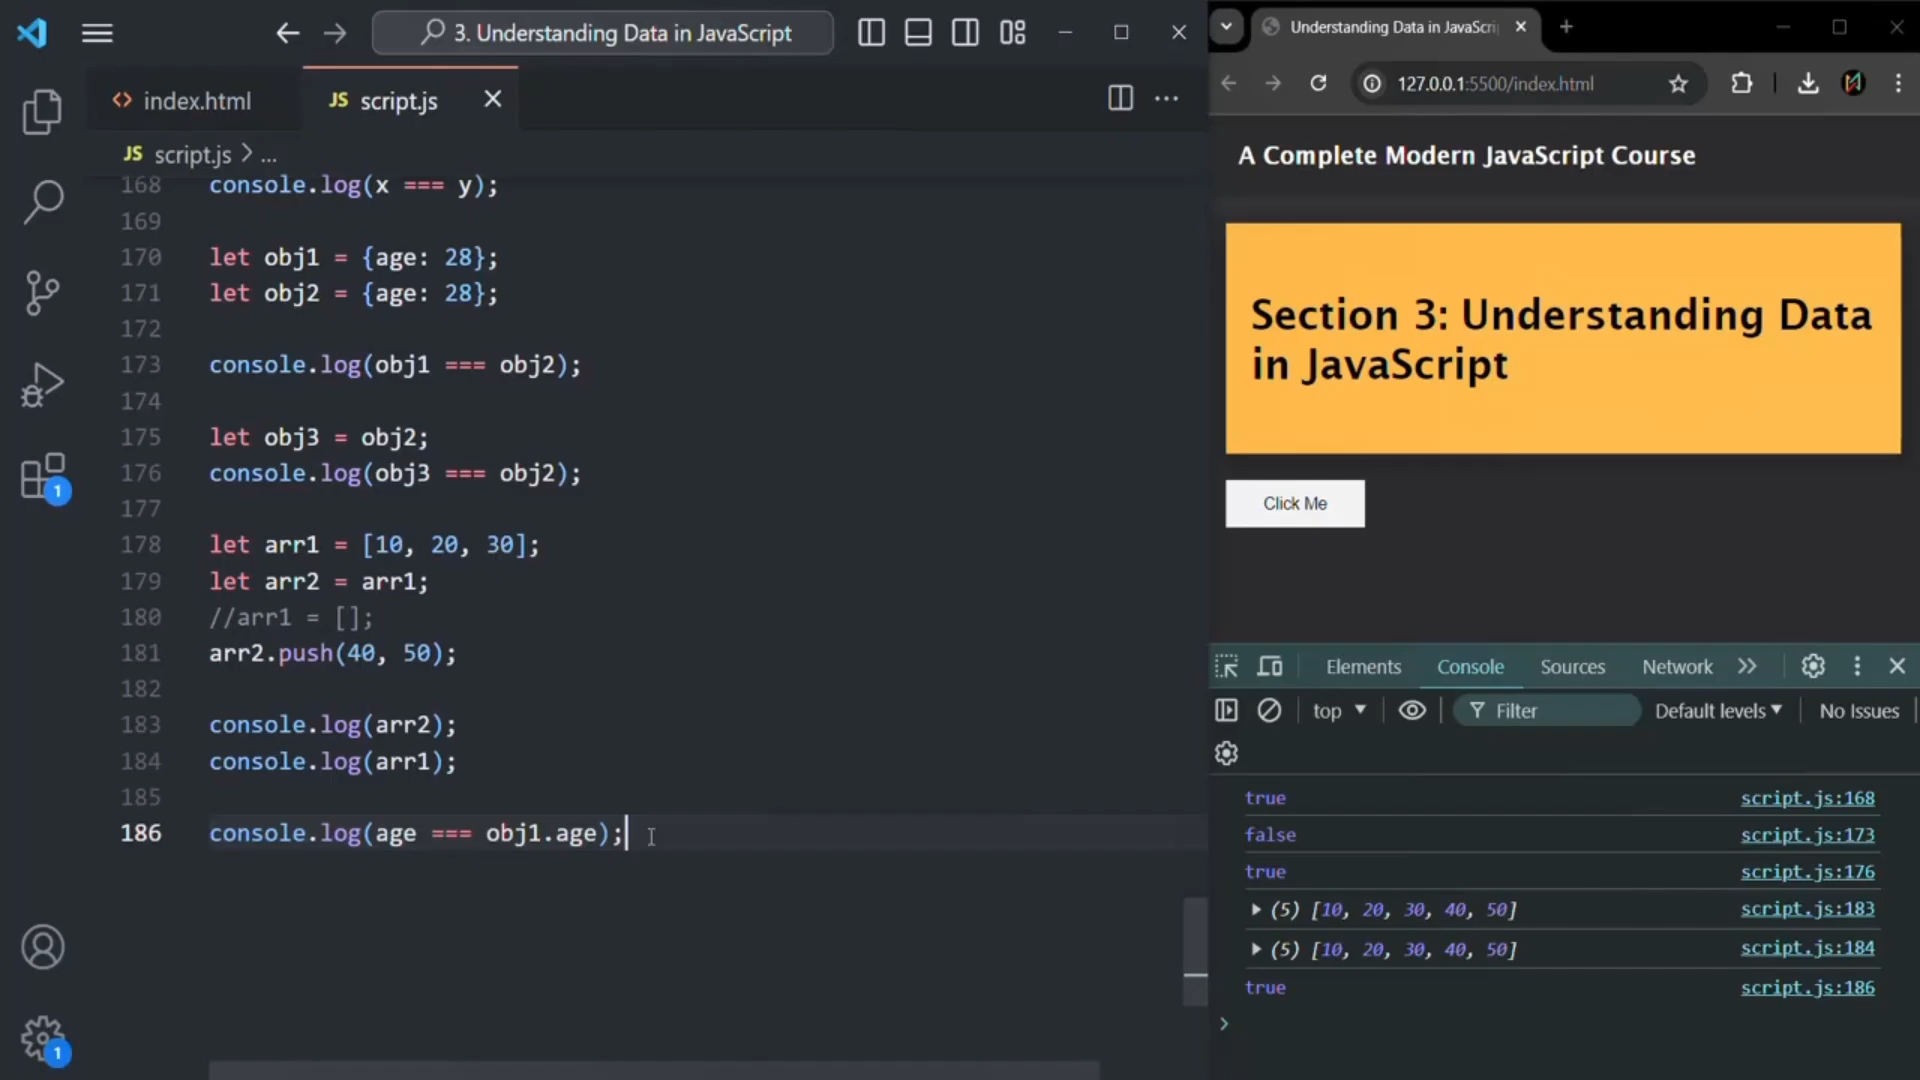 3. Understanding Data in JavaScript
index.html
JS script.js
JS script.js > ...
168 console.log(x === y);
169
170 let obj1 = {age: 28};
171 let obj2 = {age: 28};
172
173 console.log(obj1 === obj2);
174
175 let obj3 = obj2;
176 console.log(obj3 === obj2);
177
178 let arr1 = [10, 20, 30];
179 let arr2 = arr1;
180 //arr1 = [];
181 arr2.push(40, 50);
182
183 console.log(arr2);
184 console.log(arr1);
185
186 console.log(age === obj1.age);
1
1
Understanding Data in JavaScri
127.0.0.1:5500/index.html
A Complete Modern JavaScript Course
Section 3: Understanding Data
in JavaScript
Click Me
Elements Console Sources Network
top Filter Default levels No Issues
true script.js:168
false script.js:173
true script.js:176
(5) [10, 20, 30, 40, 50] script.js:183
(5) [10, 20, 30, 40, 50] script.js:184
true script.js:186